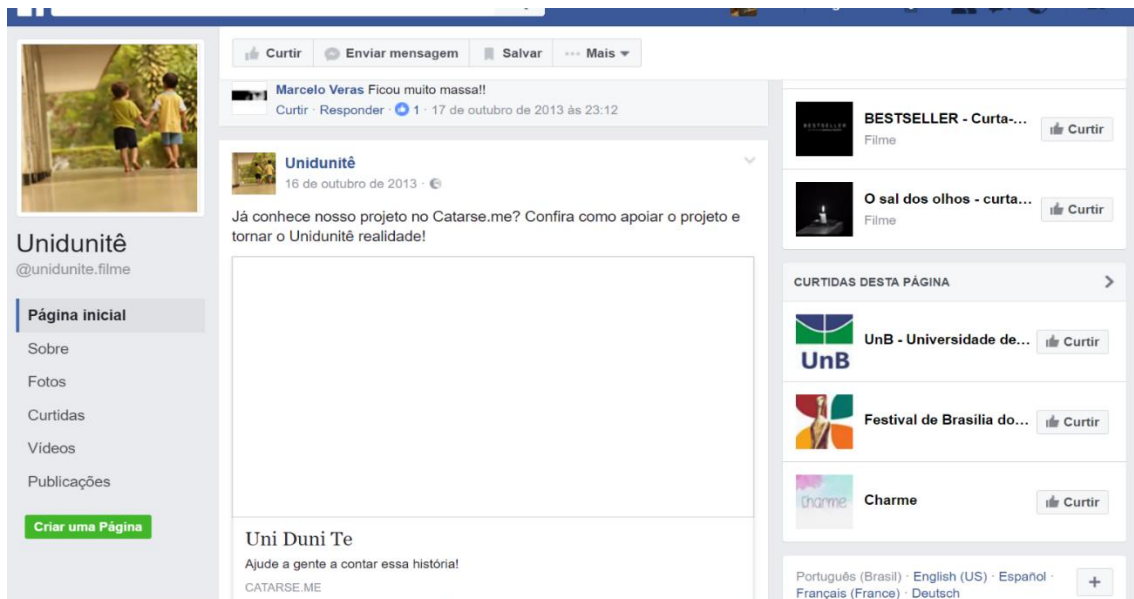 Curtir
Enviar mensagem
Salvar
Mais
Marcelo Veras Ficou muito massa!!
Curtir · Responder · 1 · 17 de outubro de 2013 às 23:12
Unidunitê
16 de outubro de 2013 ·
Já conhece nosso projeto no Catarse.me? Confira como apoiar o projeto e
tornar o Unidunitê realidade!
Uni Duni Te
Ajude a gente a contar essa história!
CATARSE.ME
Unidunitê
@unidunite.filme
Página inicial
Sobre
Fotos
Curtidas
Vídeos
Publicações
Criar uma Página
BESTSELLER
BESTSELLER - Curta-...
Filme
Curtir
O sal dos olhos - curta...
Filme
Curtir
CURTIDAS DESTA PÁGINA
UnB
UnB - Universidade de...
Curtir
Festival de Brasília do...
Curtir
Charme
Charme
Curtir
Português (Brasil) · English (US) · Español ·
Français (France) · Deutsch